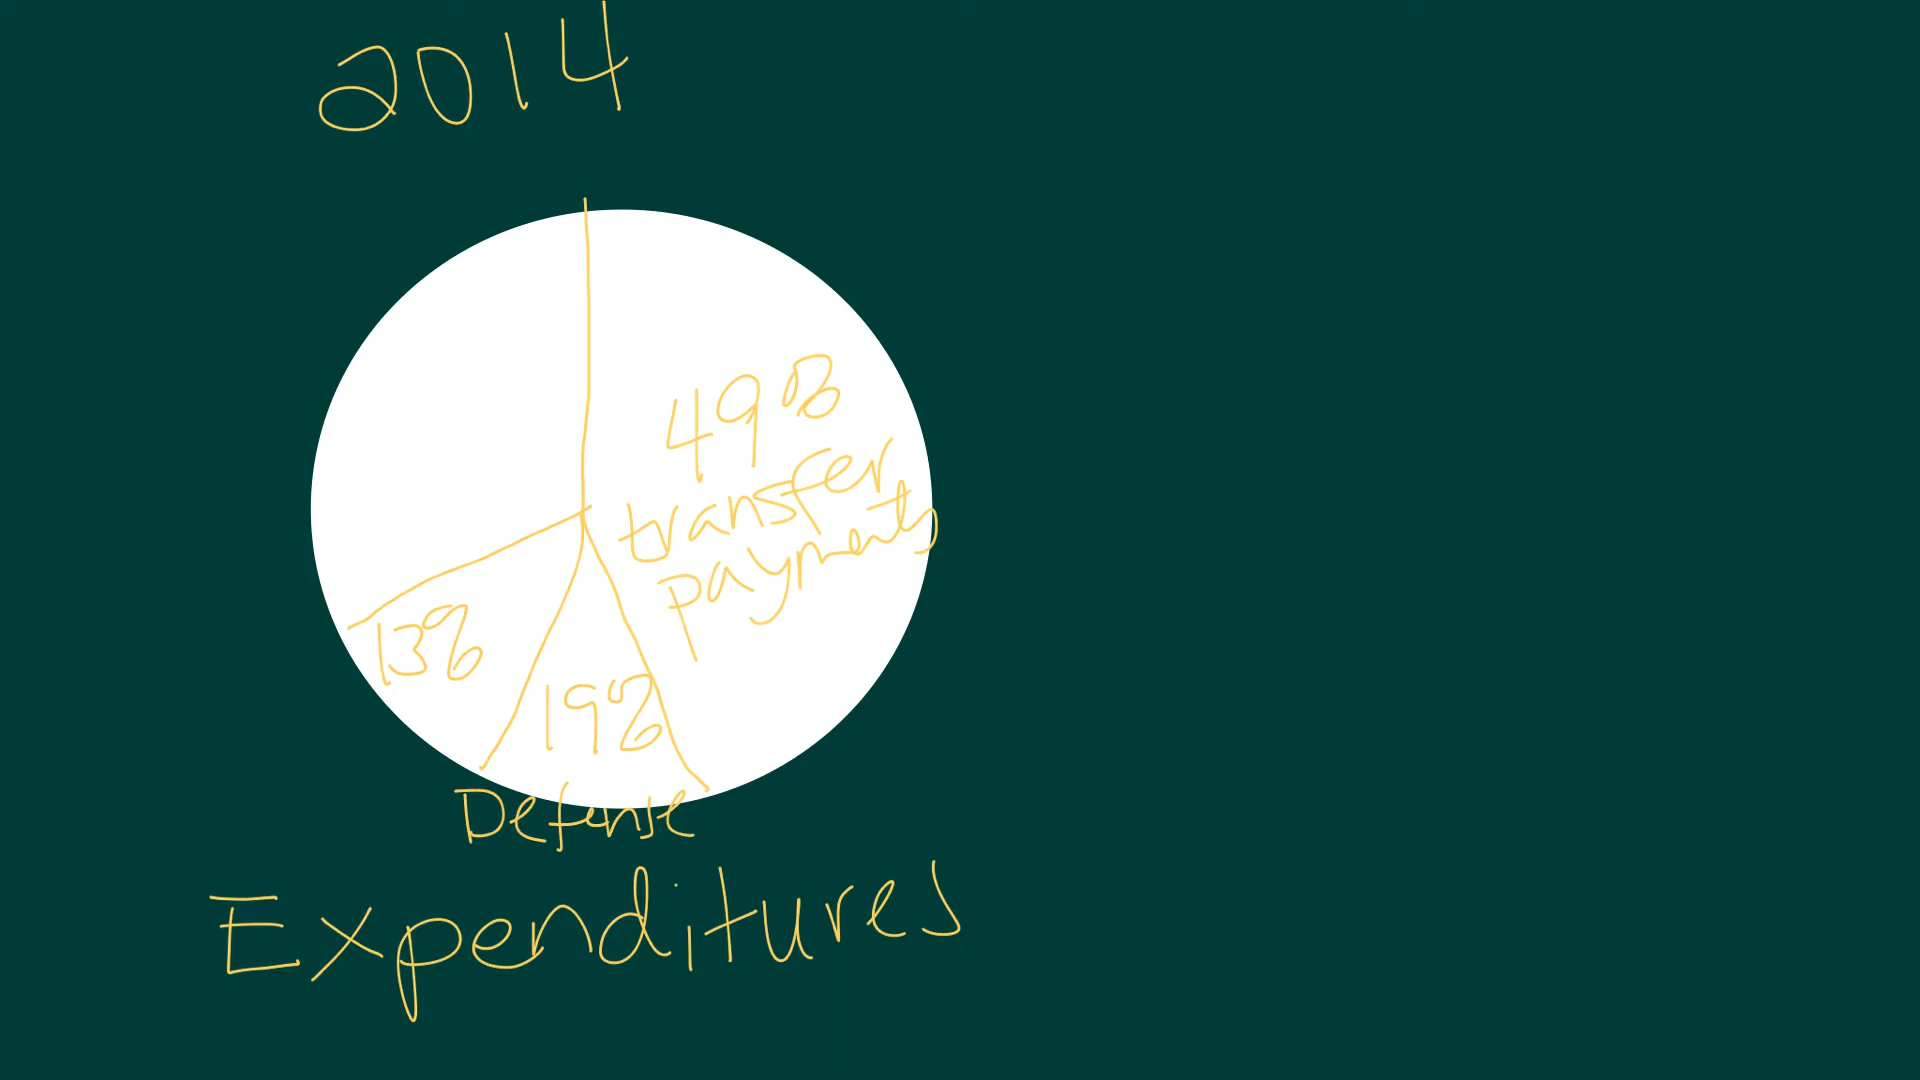 2014
49%
transfer
payments
13%
19%
Defense
Expenditures